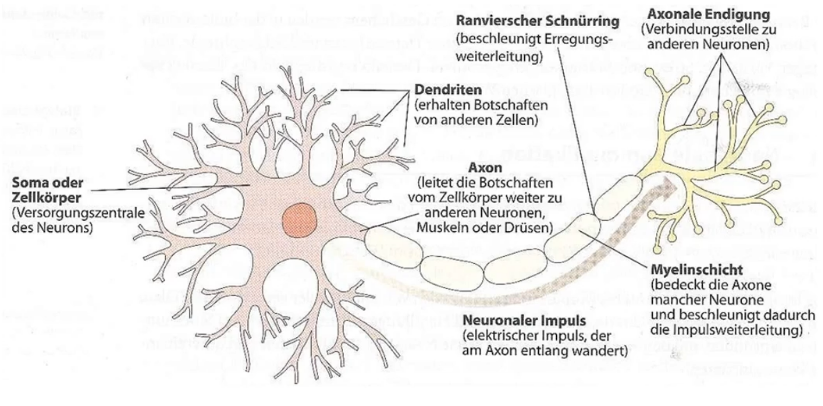 Ranvierscher Schnürring
(beschleunigt Erregungs-
weiterleitung)
Axonale Endigung
(Verbindungsstelle zu
anderen Neuronen)
Dendriten
(erhalten Botschaften
von anderen Zellen)
Soma oder
Zellkörper
(Versorgungszentrale
des Neurons)
Axon
(leitet die Botschaften
vom Zellkörper weiter zu
anderen Neuronen,
Muskeln oder Drüsen)
Neuronaler Impuls
(elektrischer Impuls, der
am Axon entlang wandert)
Myelinschicht
(bedeckt die Axone
mancher Neurone
und beschleunigt dadurch
die Impulsweiterleitung)